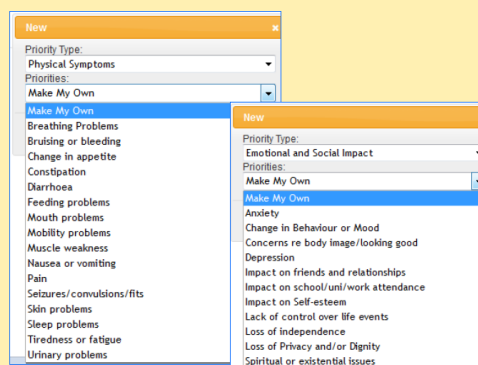 New
Priority Type:
Physical Symptoms
Priorities:
Make My Own
Make My Own
Breathing Problems
Bruising or bleeding
Change in appetite
Constipation
Diarrhoea
Feeding problems
Mouth problems
Mobility problems
Muscle weakness
Nausea or vomiting
Pain
Seizures/convulsions/fits
Skin problems
Sleep problems
Tiredness or fatigue
Urinary problems
New
Priority Type:
Emotional and Social Impact
Priorities:
Make My Own
Make My Own
Anxiety
Change in Behaviour or Mood
Concerns re body image/looking good
Depression
Impact on friends and relationships
Impact on school/uni/work attendance
Impact on Self-esteem
Lack of control over life events
Loss of independence
Loss of Privacy and/or Dignity
Spiritual or existential issues